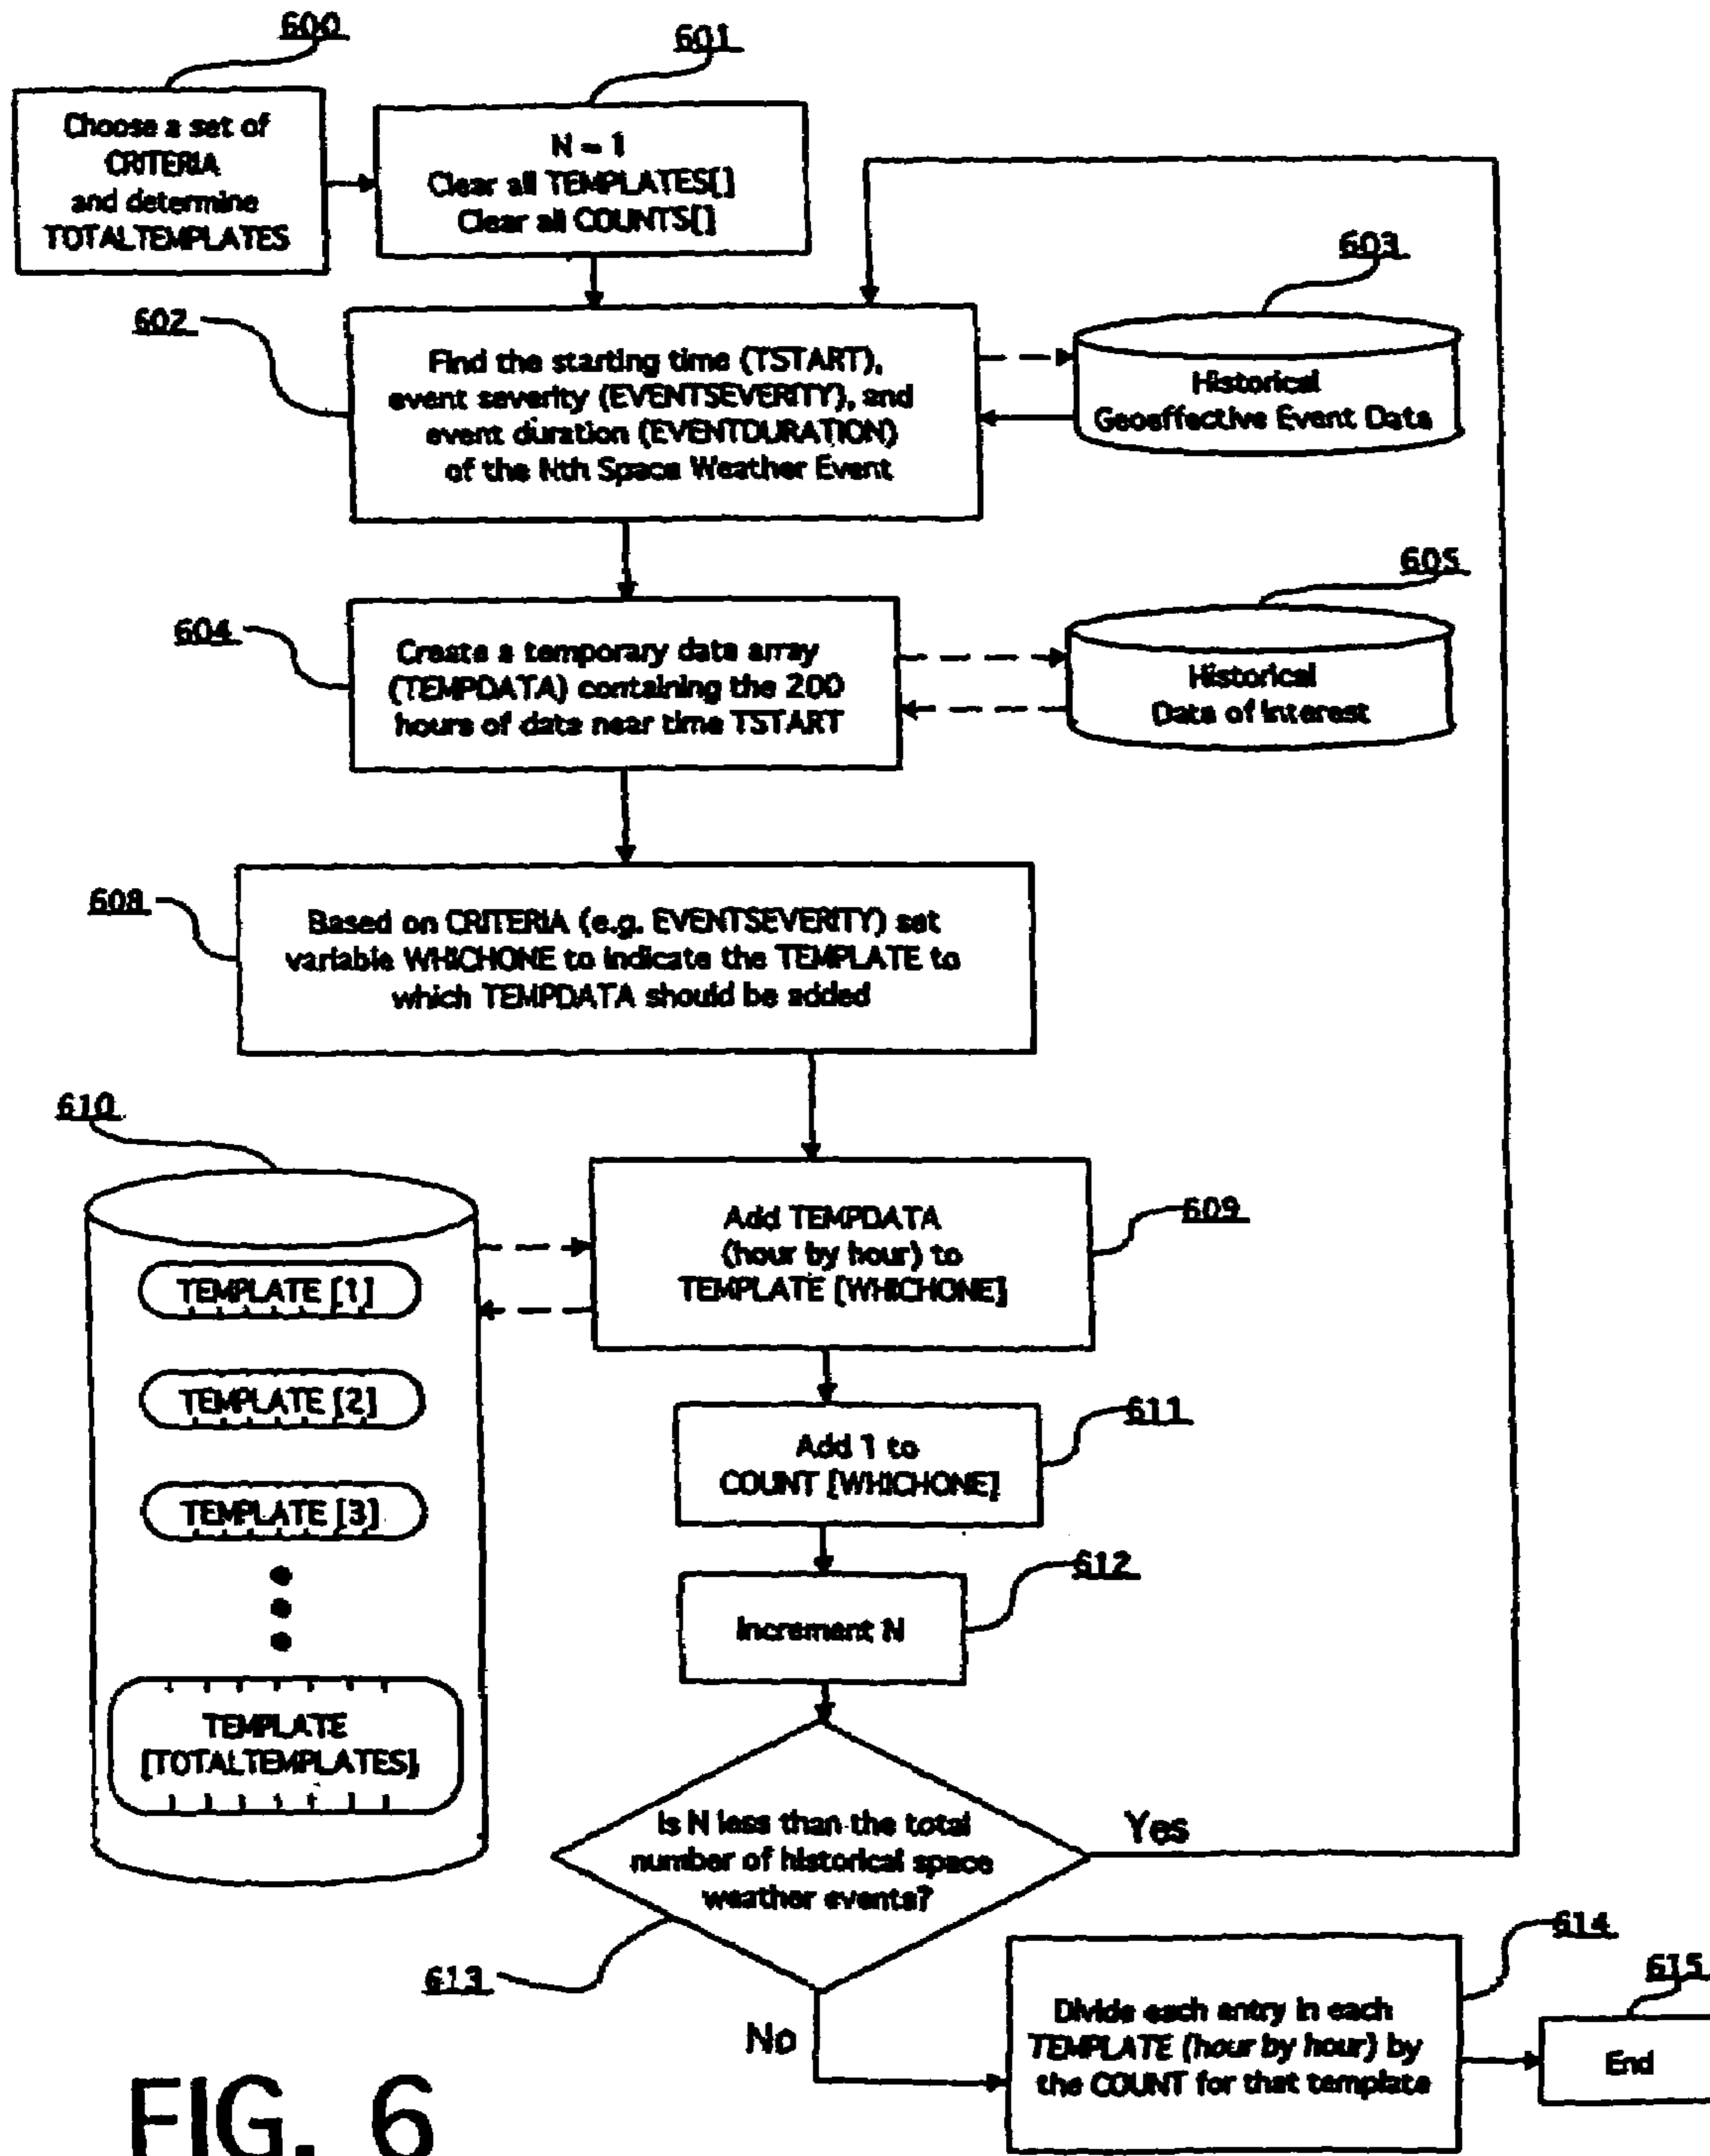 600
601
Choose a set of
CRITERIA
and determine
TOTALTEMPLATES
N = 1
Clear all TEMPLATES[]
Clear all COUNTS[]
602
603
Find the starting time (TSTART),
event severity (EVENTSEVERITY), and
event duration (EVENTDURATION)
of the Nth Space Weather Event
Historical
Geoeffective Event Data
604
605
Create a temporary data array
(TEMPDATA) containing the 200
hours of data near time TSTART
Historical
Data of Interest
608
Based on CRITERIA (e.g. EVENTSEVERITY) set
variable WHICHONE to indicate the TEMPLATE to
which TEMPDATA should be added
610
609
Add TEMPDATA
(hour by hour) to
TEMPLATE [WHICHONE]
TEMPLATE [1]
TEMPLATE [2]
TEMPLATE [3]
TEMPLATE
[TOTALTEMPLATES]
611
Add 1 to
COUNT [WHICHONE]
612
Increment N
Is N less than the total
number of historical space
weather events?
Yes
613
No
614
Divide each entry in each
TEMPLATE (hour by hour) by
the COUNT for that template
615
End
FIG. 6